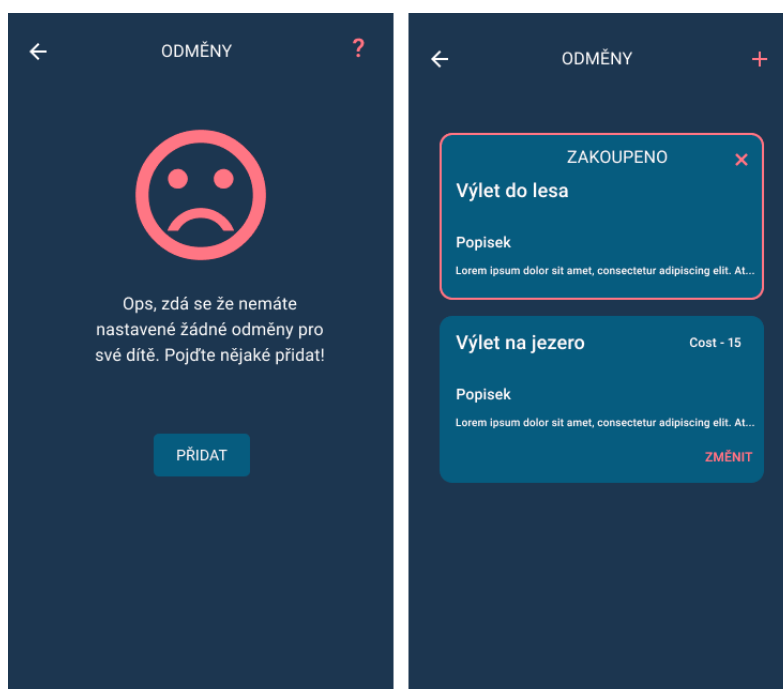 ODMĚNY
?
Ops, zdá se že nemáte
nastavené žádné odměny pro
své dítě. Pojďte nějaké přidat!
PŘIDAT
ODMĚNY
+
ZAKOUPENO
Výlet do lesa
Popisek
Lorem ipsum dolor sit amet, consectetur adipiscing elit. At...
Výlet na jezero
Cost - 15
Popisek
Lorem ipsum dolor sit amet, consectetur adipiscing elit. At...
ZMĚNIT